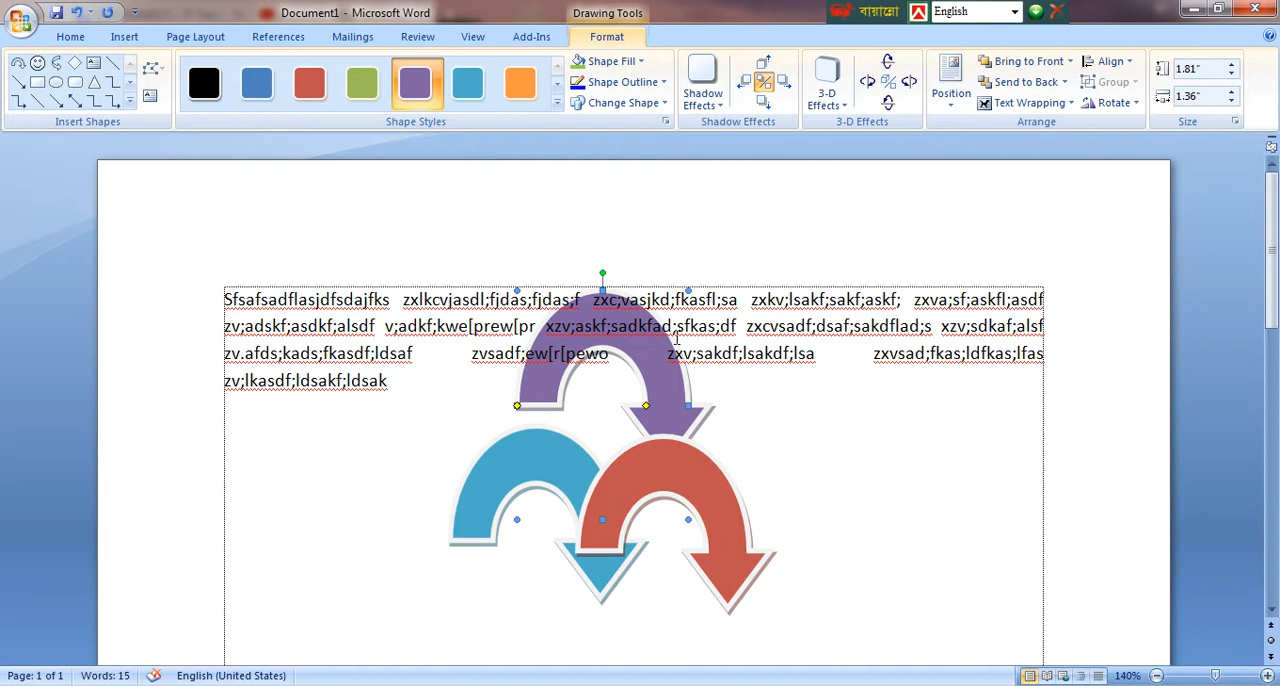 Document1 - Microsoft Word
Drawing Tools
বায়ান্নো
English
Home Insert Page Layout References Mailings Review View Add-Ins Format
Shape Fill
Shape Outline
Change Shape
Shadow Effects
3-D Effects
Position
Bring to Front
Send to Back
Text Wrapping
Align
Group
Rotate
1.81"
1.36"
Insert Shapes Shape Styles Shadow Effects 3-D Effects Arrange Size
Sfsafsadflasjdfsdajfks zxlkcvjasdl;fjdas;fjdas,f zxc;vasjkd;fkasfl;sa zxkv;lsakf;sakf;askf; zxva;sf;askfl;asdf
zv;adskf;asdkf;alsdf v;adkf;kwe[prew[pr xzv;askf;sadkfad;sfkas;df zxcvsadf;dsaf;sakdflad;s xzv;sdkaf;alsf
zv.afds;kads;fkasdf;ldsaf zvsadf;ew[r[pewo zxv;sakdf;lsakdf;lsa zxvsad;fkas;ldfkas;lfas
zv;lkasdf;ldsakf;ldsak
Page: 1 of 1 Words: 15 English (United States) 140%